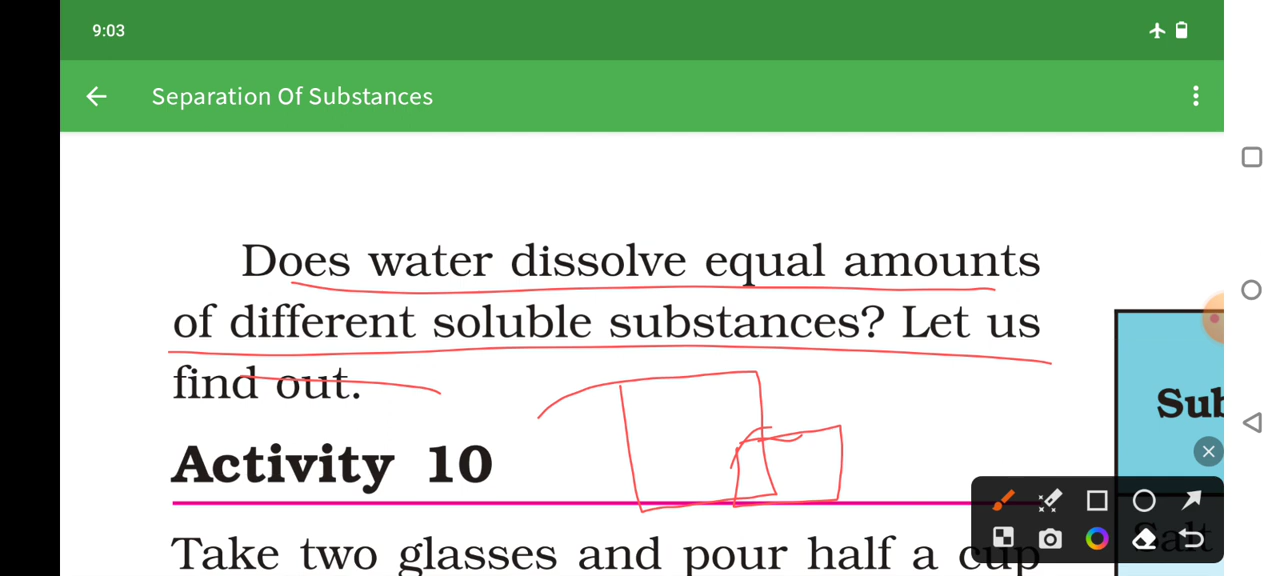 9:03
Separation Of Substances
Does water dissolve equal amounts
of different soluble substances? Let us
find out.
Activity 10
Take two glasses and pour half a cup
Sub
Salt